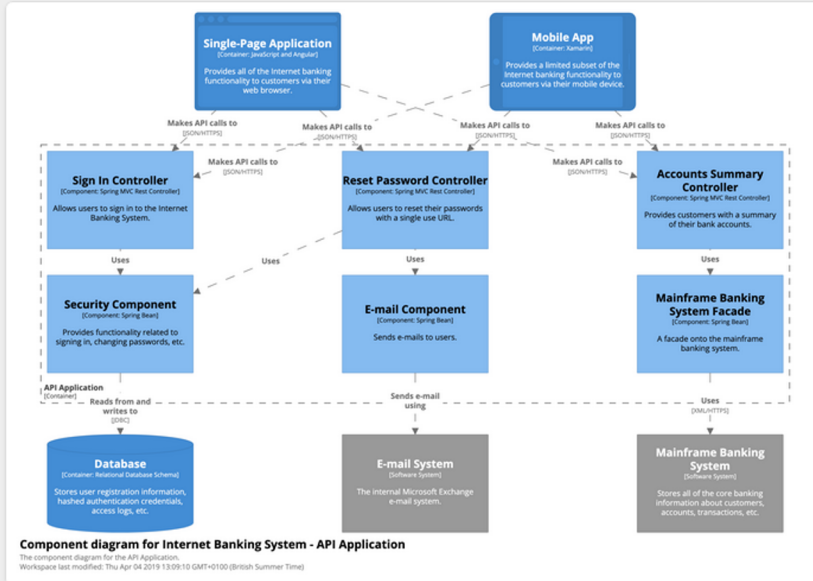 Single-Page Application
[Container: JavaScript and Angular]
Provides all of the Internet banking
functionality to customers via their
web browser.
Mobile App
[Container: Xamarin]
Provides a limited subset of the
Internet banking functionality to
customers via their mobile device.
Makes API calls to
[JSON/HTTPS]
Makes API calls to
[JSON/HTTPS]
Makes API calls to
[JSON/HTTPS]
Makes API calls to
[JSON/HTTPS]
Makes API calls to
[JSON/HTTPS]
Makes API calls to
[JSON/HTTPS]
Sign In Controller
[Component: Spring MVC Rest Controller]
Allows users to sign in to the Internet
Banking System.
Reset Password Controller
[Component: Spring MVC Rest Controller]
Allows users to reset their passwords
with a single use URL.
Accounts Summary
Controller
[Component: Spring MVC Rest Controller]
Provides customers with a summary
of their bank accounts.
Uses
Uses
Uses
Uses
Security Component
[Component: Spring Bean]
Provides functionality related to
signing in, changing passwords, etc.
E-mail Component
[Component: Spring Bean]
Sends e-mails to users.
Mainframe Banking
System Facade
[Component: Spring Bean]
A facade onto the mainframe
banking system.
API Application
[Container]
Reads from and
writes to
[JDBC]
Sends e-mail
using
Uses
[XML/HTTPS]
Database
[Container: Relational Database Schema]
Stores user registration information,
hashed authentication credentials,
access logs, etc.
E-mail System
[Software System]
The internal Microsoft Exchange
e-mail system.
Mainframe Banking
System
[Software System]
Stores all of the core banking
information about customers,
accounts, transactions, etc.
Component diagram for Internet Banking System - API Application
The component diagram for the API Application.
Workspace last modified: Thu Apr 04 2019 13:09:10 GMT+0100 (British Summer Time)